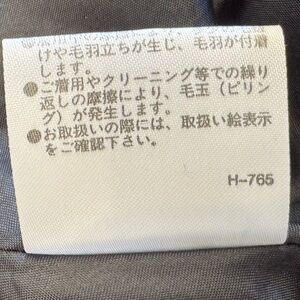 けや毛羽立ちが生じ、毛羽が付着
します。
●ご着用やクリーニング等での繰り
返しの摩擦により、毛玉（ピリン
グ）が発生します。
●お取扱いの際には、取扱い絵表示
をご確認下さい。
H-765